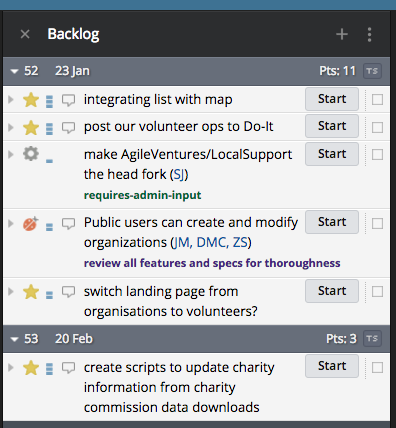 Backlog
52 23 Jan Pts: 11 TS
integrating list with map Start
post our volunteer ops to Do-It Start
make AgileVentures/LocalSupport Start
the head fork (SJ)
requires-admin-input
Public users can create and modify Start
organizations (JM, DMC, ZS)
review all features and specs for thoroughness
switch landing page from Start
organisations to volunteers?
53 20 Feb Pts: 3 TS
create scripts to update charity Start
information from charity
commission data downloads